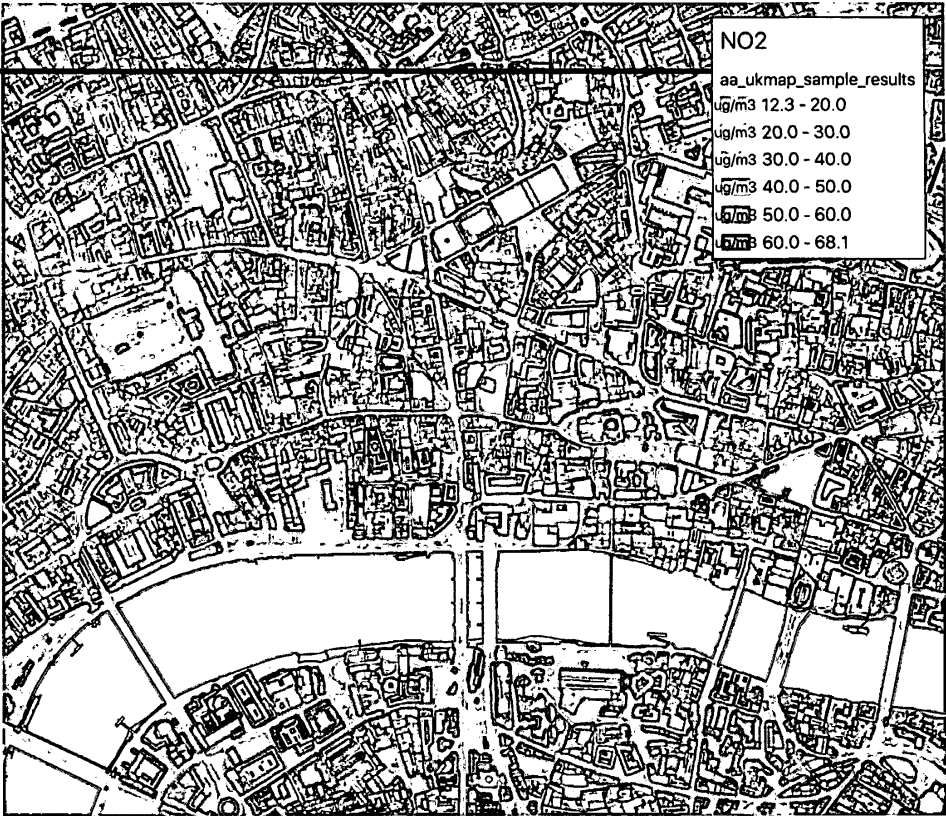 NO2
aa_ukmap_sample_results
ug/m3 12.3 - 20.0
ug/m3 20.0 - 30.0
ug/m3 30.0 - 40.0
ug/m3 40.0 - 50.0
ug/m3 50.0 - 60.0
ug/m3 60.0 - 68.1